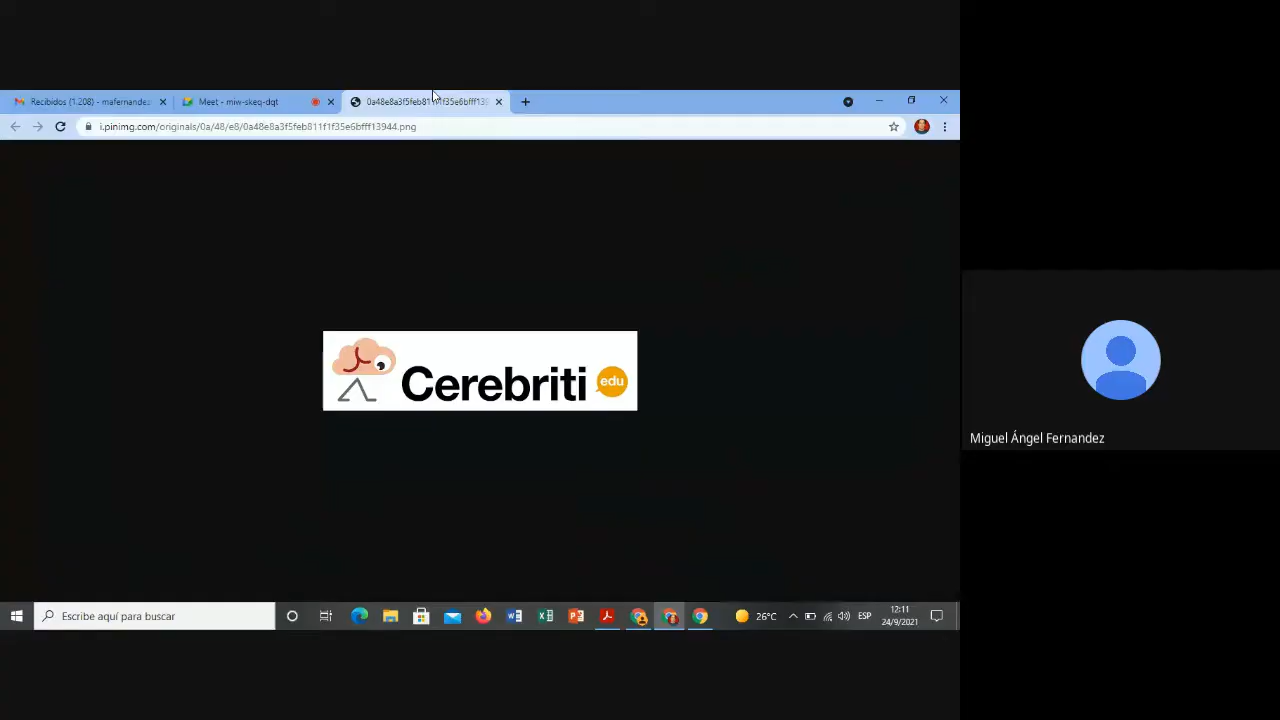 Recibidos (1.208) - mafernandez
Meet - miw-skeq-dqt
i.pinimg.com/originals/0a/48/e8/0a48e8a3f5feb811f1f35e6bfff13944.png
Cerebriti edu
Miguel Ángel Fernandez
Escribe aquí para buscar
26°C
ESP
12:11
24/9/2021